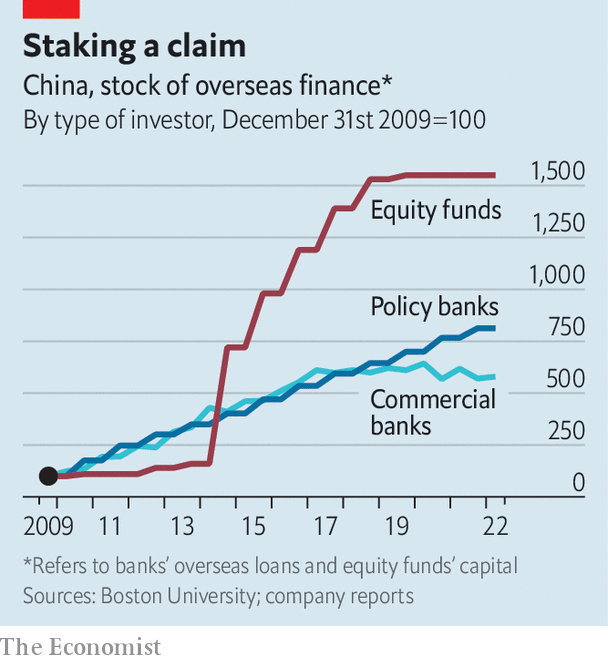 Staking a claim
China, stock of overseas finance*
By type of investor, December 31st 2009=100
1,500
Equity funds
1,250
1,000
Policy banks
750
500
Commercial
banks
250
0
2009 11 13 15 17 19 22
*Refers to banks’ overseas loans and equity funds’ capital
Sources: Boston University; company reports
The Economist